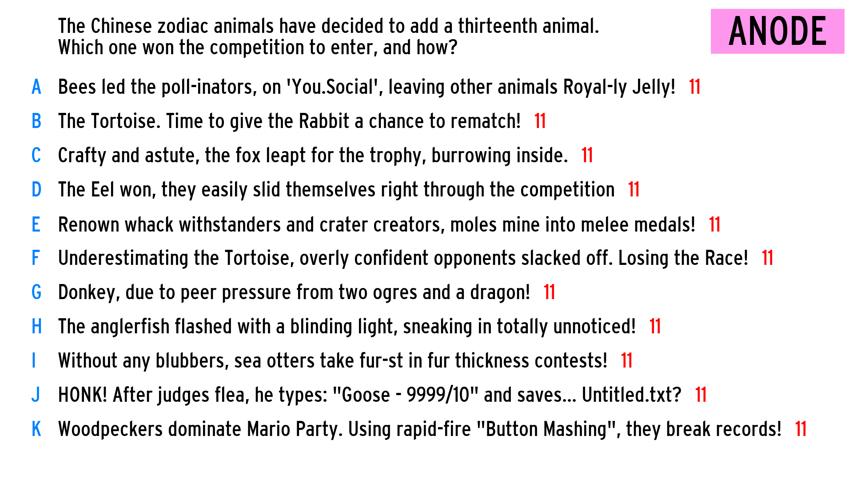 The Chinese zodiac animals have decided to add a thirteenth animal.
Which one won the competition to enter, and how?
ANODE
A Bees led the poll-inators, on 'You.Social', leaving other animals Royal-ly Jelly! 11
B The Tortoise. Time to give the Rabbit a chance to rematch! 11
C Crafty and astute, the fox leapt for the trophy, burrowing inside. 11
D The Eel won, they easily slid themselves right through the competition 11
E Renown whack withstanders and crater creators, moles mine into melee medals! 11
F Underestimating the Tortoise, overly confident opponents slacked off. Losing the Race! 11
G Donkey, due to peer pressure from two ogres and a dragon! 11
H The anglerfish flashed with a blinding light, sneaking in totally unnoticed! 11
I Without any blubbers, sea otters take fur-st in fur thickness contests! 11
J HONK! After judges flea, he types: "Goose - 9999/10" and saves... Untitled.txt? 11
K Woodpeckers dominate Mario Party. Using rapid-fire "Button Mashing", they break records! 11